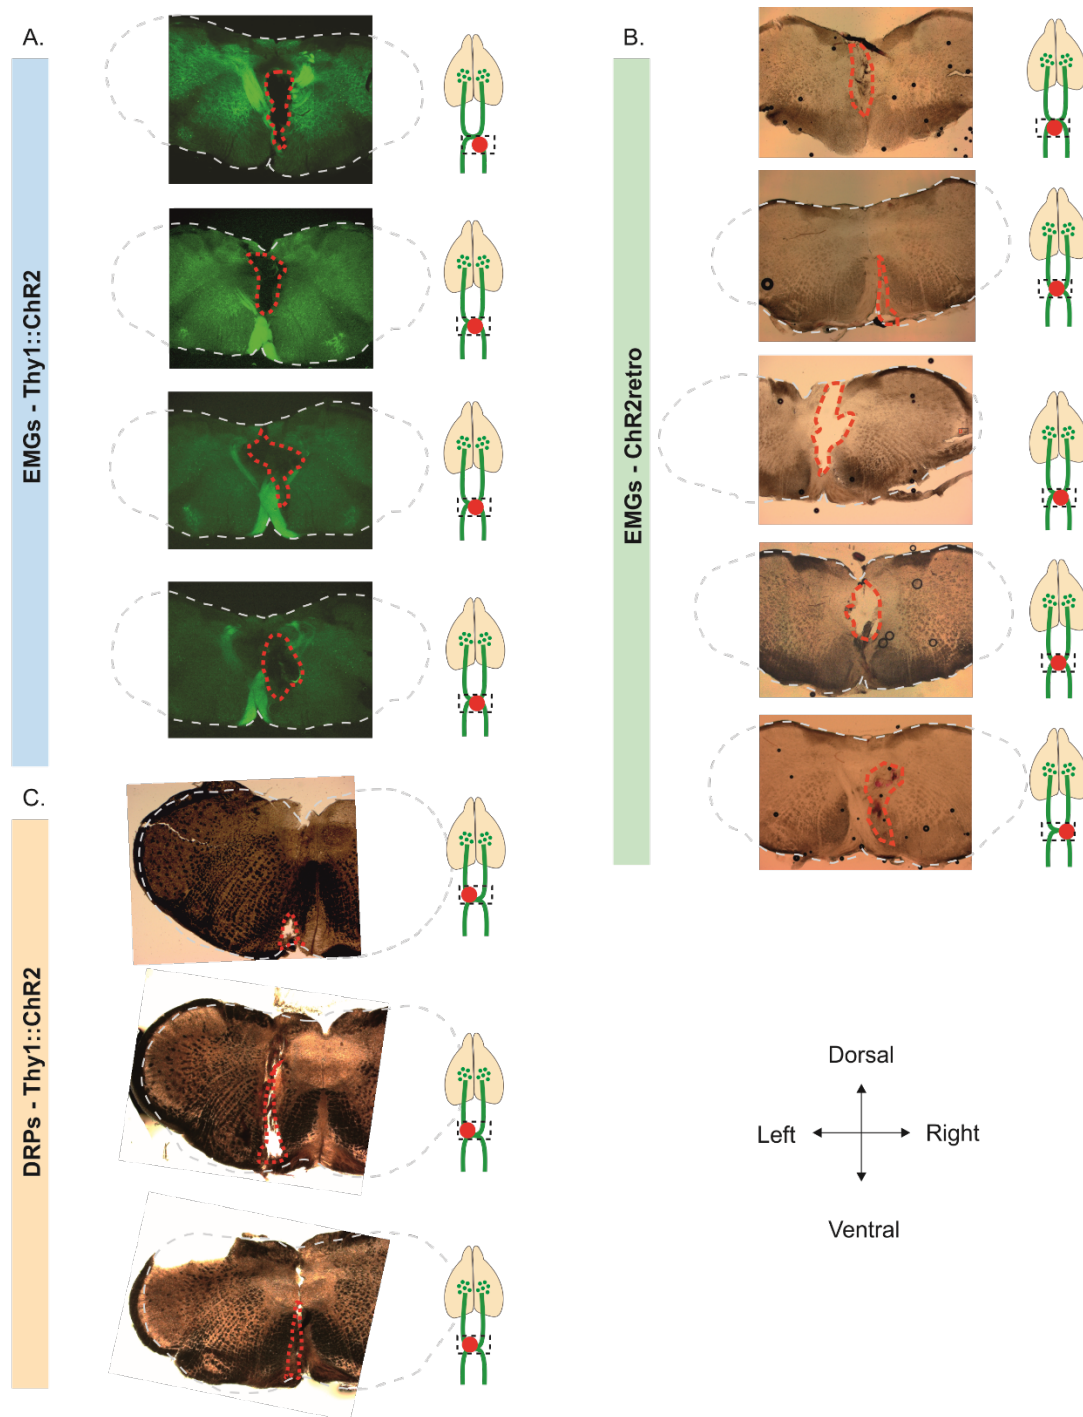 A.
EMGs - Thy1::ChR2
B.
EMGs - ChR2retro
C.
DRPs - Thy1::ChR2
Dorsal
Left
Right
Ventral